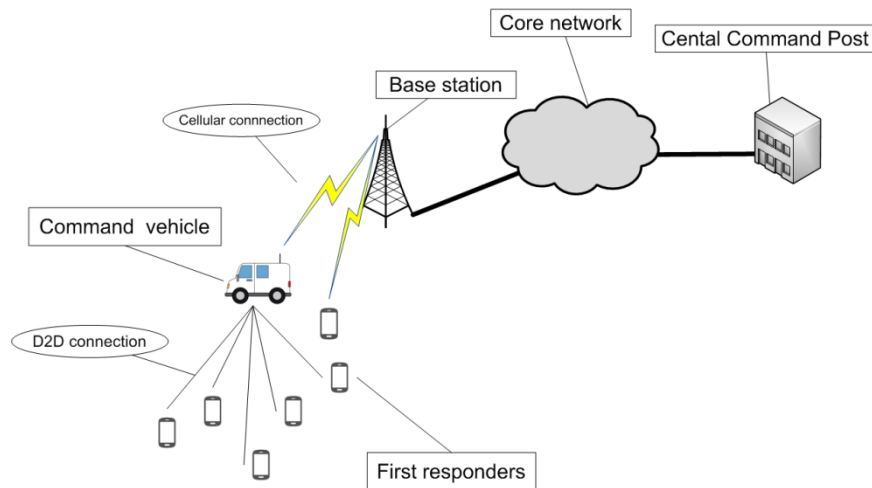 Core network
Cental Command Post
Base station
Cellular connnection
Command vehicle
D2D connection
First responders